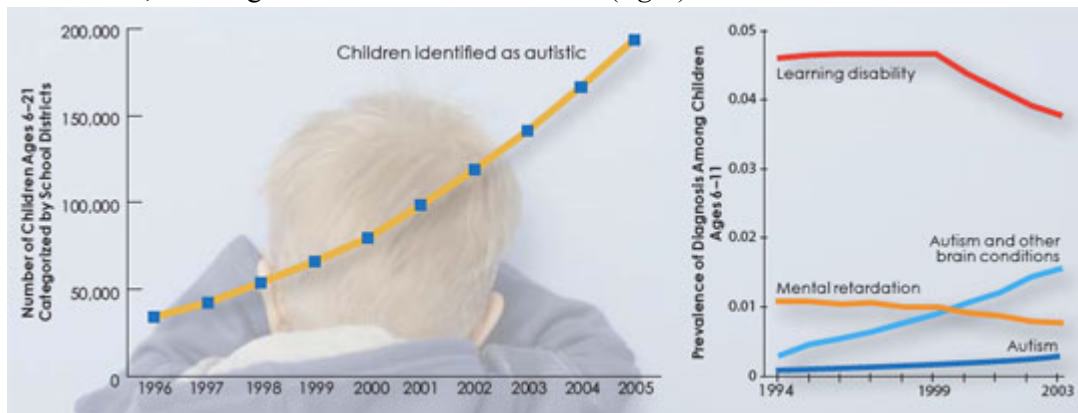 200,000
150,000
100,000
50,000
0
Number of Children Ages 6–21
Categorized by School Districts
Children identified as autistic
1996 1997 1998 1999 2000 2001 2002 2003 2004 2005
0.05
0.04
0.03
0.02
0.01
0
Prevalence of Diagnosis Among Children
Ages 6–11
Learning disability
Autism and other
brain conditions
Mental retardation
Autism
1994 1999 2003